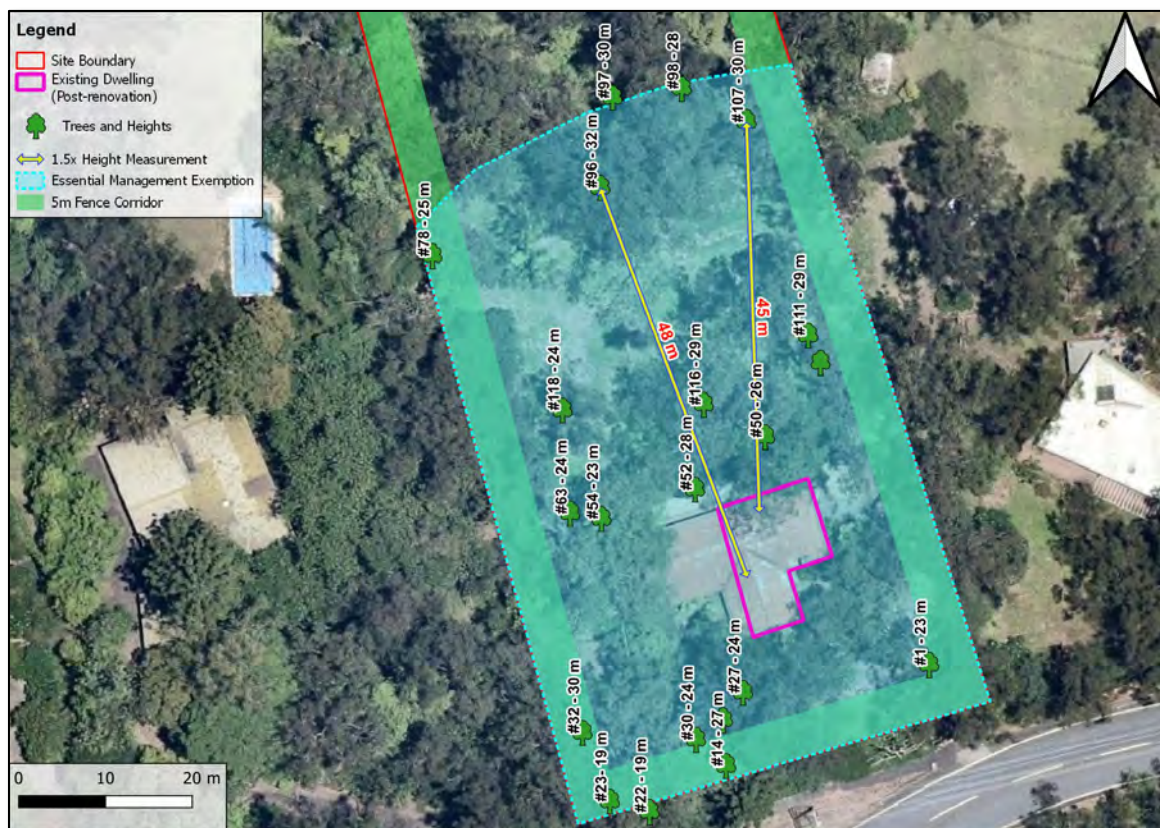 Legend
Site Boundary
Existing Dwelling
(Post-renovation)
Trees and Heights
1.5x Height Measurement
Essential Management Exemption
5m Fence Corridor
#97 - 30 m
#98 - 28
#107 - 30 m
#96 - 32 m
#78 - 25 m
#111 - 29 m
45 m
48 m
#116 - 29 m
#118 - 24 m
#50 - 26 m
#52 - 28 m
#63 - 24 m
#54 - 23 m
#1 - 23 m
#27 - 24 m
#32 - 30 m
#30 - 24 m
#14 - 27 m
#23- 19 m
#22 - 19 m
0 10 20 m